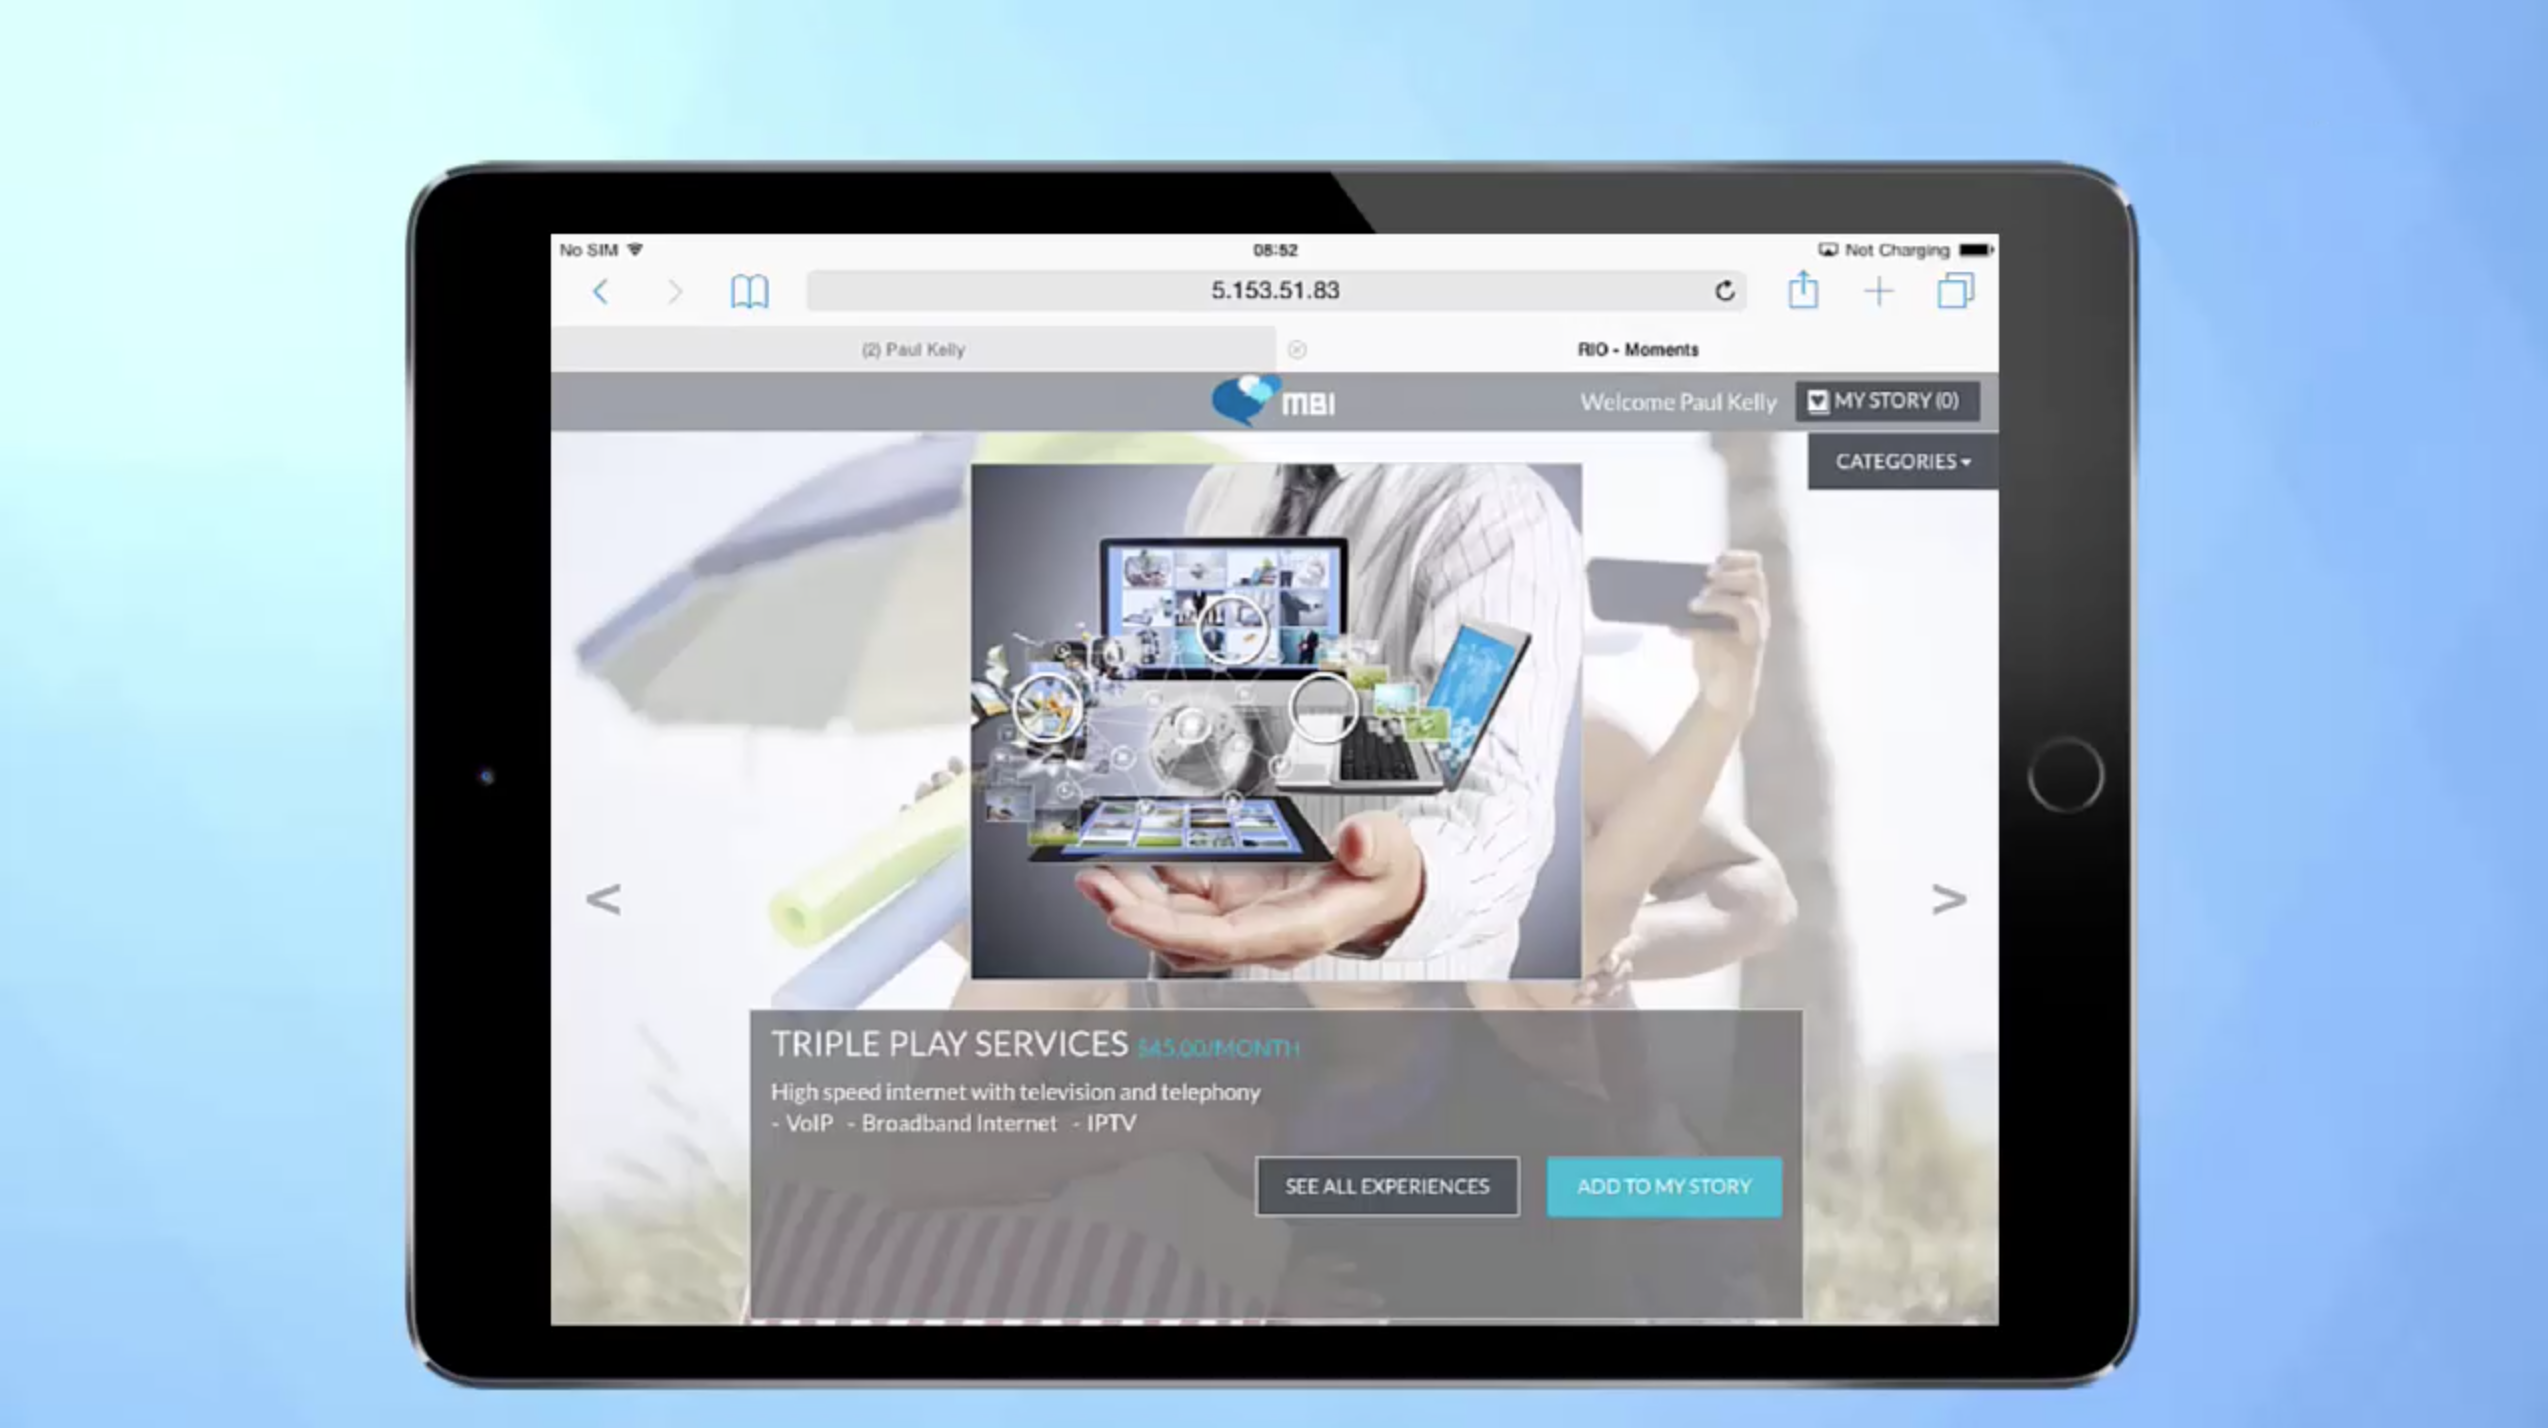 No SIM
08:52
Not Charging
5.153.51.83
(2) Paul Kelly
RIO - Moments
MBI
Welcome Paul Kelly
MY STORY (0)
CATEGORIES
<
>
TRIPLE PLAY SERVICES $45.00/MONTH
High speed internet with television and telephony
- VoIP - Broadband Internet - IPTV
SEE ALL EXPERIENCES
ADD TO MY STORY